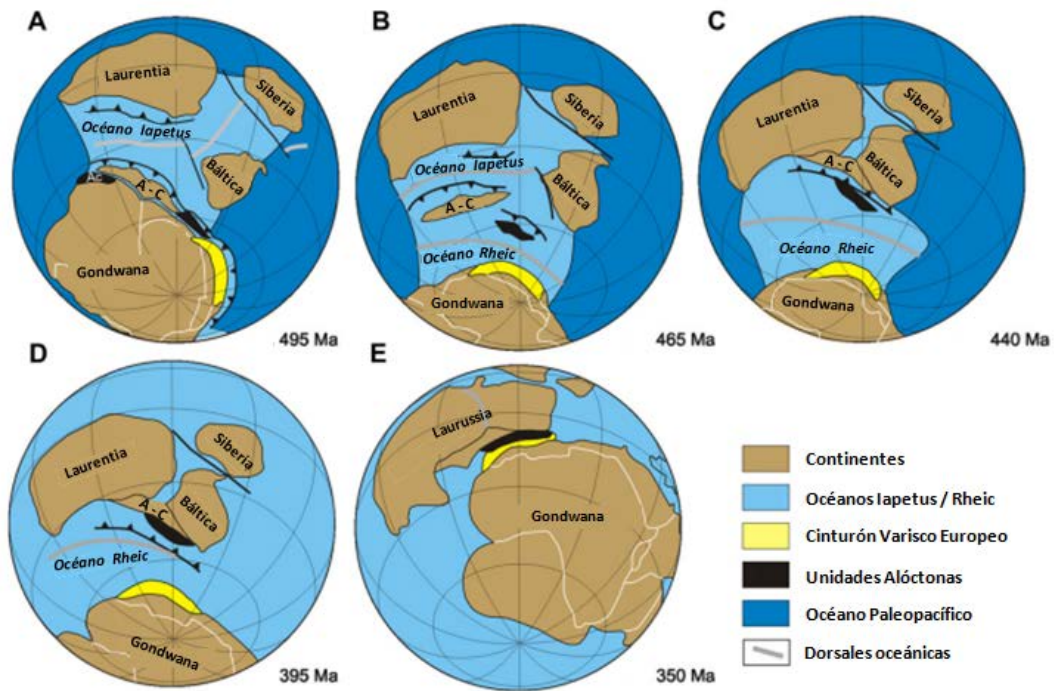 A
Laurentia
Siberia
Océano Iapetus
Báltica
A - C
Gondwana
495 Ma
B
Laurentia
Siberia
Océano Iapetus
Báltica
A - C
Océano Rheic
Gondwana
465 Ma
C
Laurentia
Siberia
A - C
Báltica
Océano Rheic
Gondwana
440 Ma
D
Laurentia
Siberia
A - C
Báltica
Océano Rheic
Gondwana
395 Ma
E
Laurussia
Gondwana
350 Ma
Continentes
Océanos Iapetus / Rheic
Cinturón Varisco Europeo
Unidades Alóctonas
Océano Paleopacífico
Dorsales oceánicas